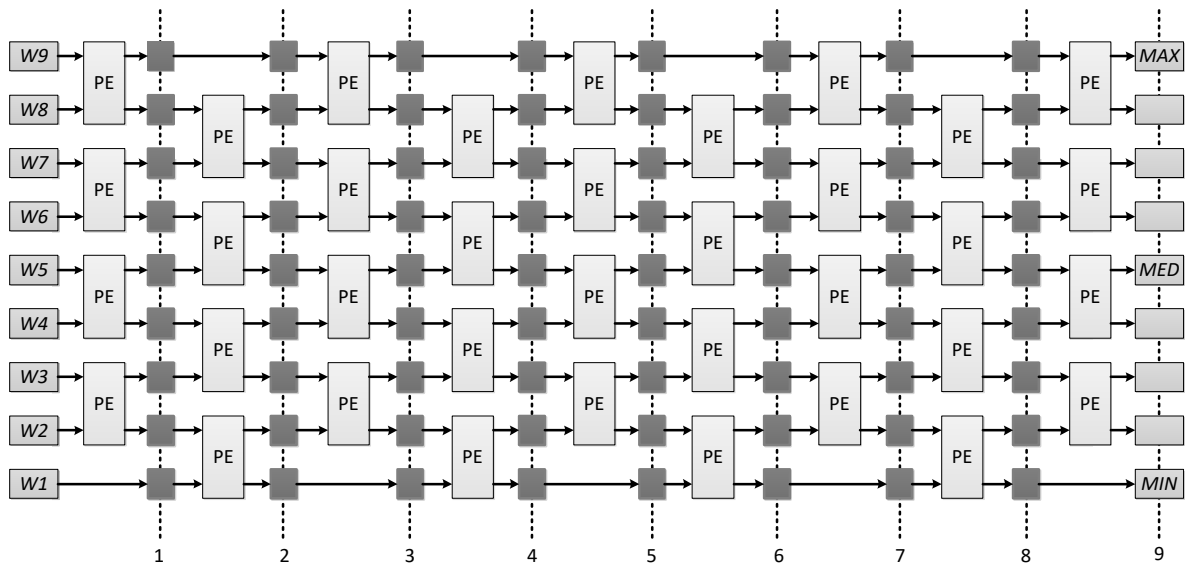 W9 MAX
PE PE PE PE PE
W8
PE PE PE PE
W7
PE PE PE PE PE
W6
PE PE PE PE
W5 MED
PE PE PE PE PE
W4
PE PE PE PE
W3
PE PE PE PE PE
W2
PE PE PE PE
W1 MIN
1 2 3 4 5 6 7 8 9